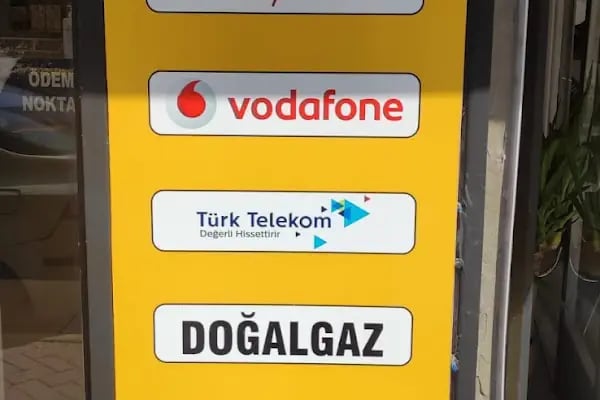 ÖDEM
NOKTA
vodafone
Türk Telekom
Değerli Hissettirir
DOĞALGAZ